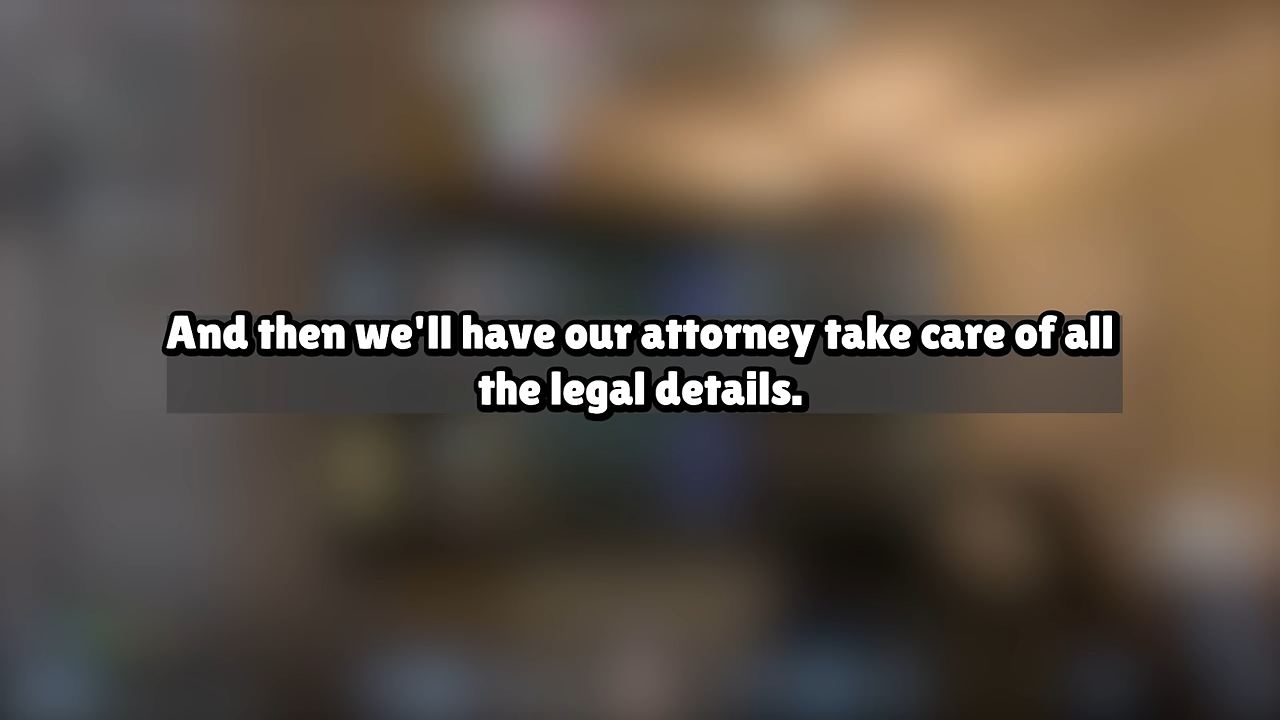 And then we'll have our attorney take care of all
the legal details.